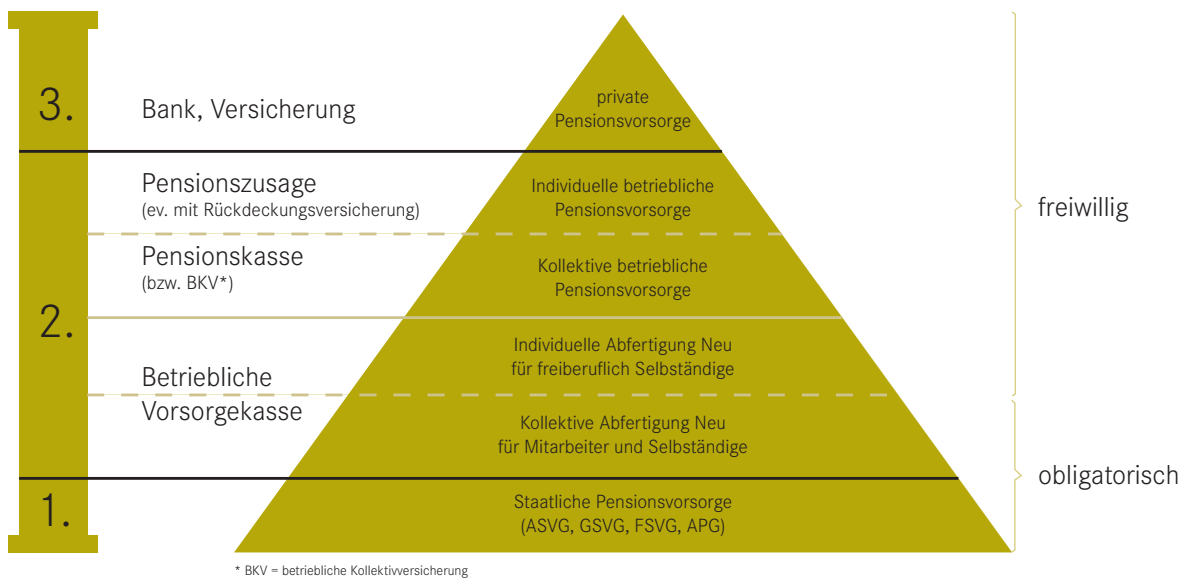 3.
Bank, Versicherung
private
Pensionsvorsorge
2.
Pensionszusage
(ev. mit Rückdeckungsversicherung)
Individuelle betriebliche
Pensionsvorsorge
Pensionskasse
(bzw. BKV*)
Kollektive betriebliche
Pensionsvorsorge
Individuelle Abfertigung Neu
für freiberuflich Selbständige
Betriebliche
Vorsorgekasse
Kollektive Abfertigung Neu
für Mitarbeiter und Selbständige
1.
Staatliche Pensionsvorsorge
(ASVG, GSVG, FSVG, APG)
freiwillig
obligatorisch
* BKV = betriebliche Kollektivversicherung